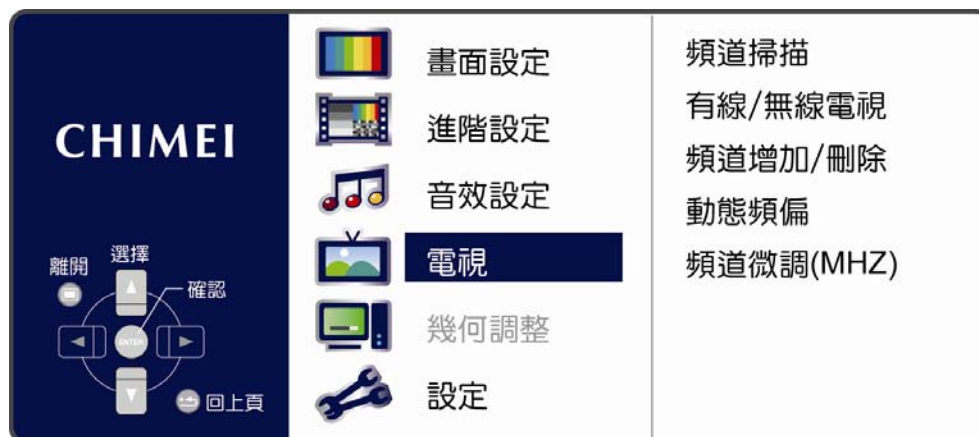 CHIMEI
離開
選擇
確認
ENTER
回上頁
畫面設定
進階設定
音效設定
電視
幾何調整
設定
頻道掃描
有線/無線電視
頻道增加/刪除
動態頻偏
頻道微調(MHZ)